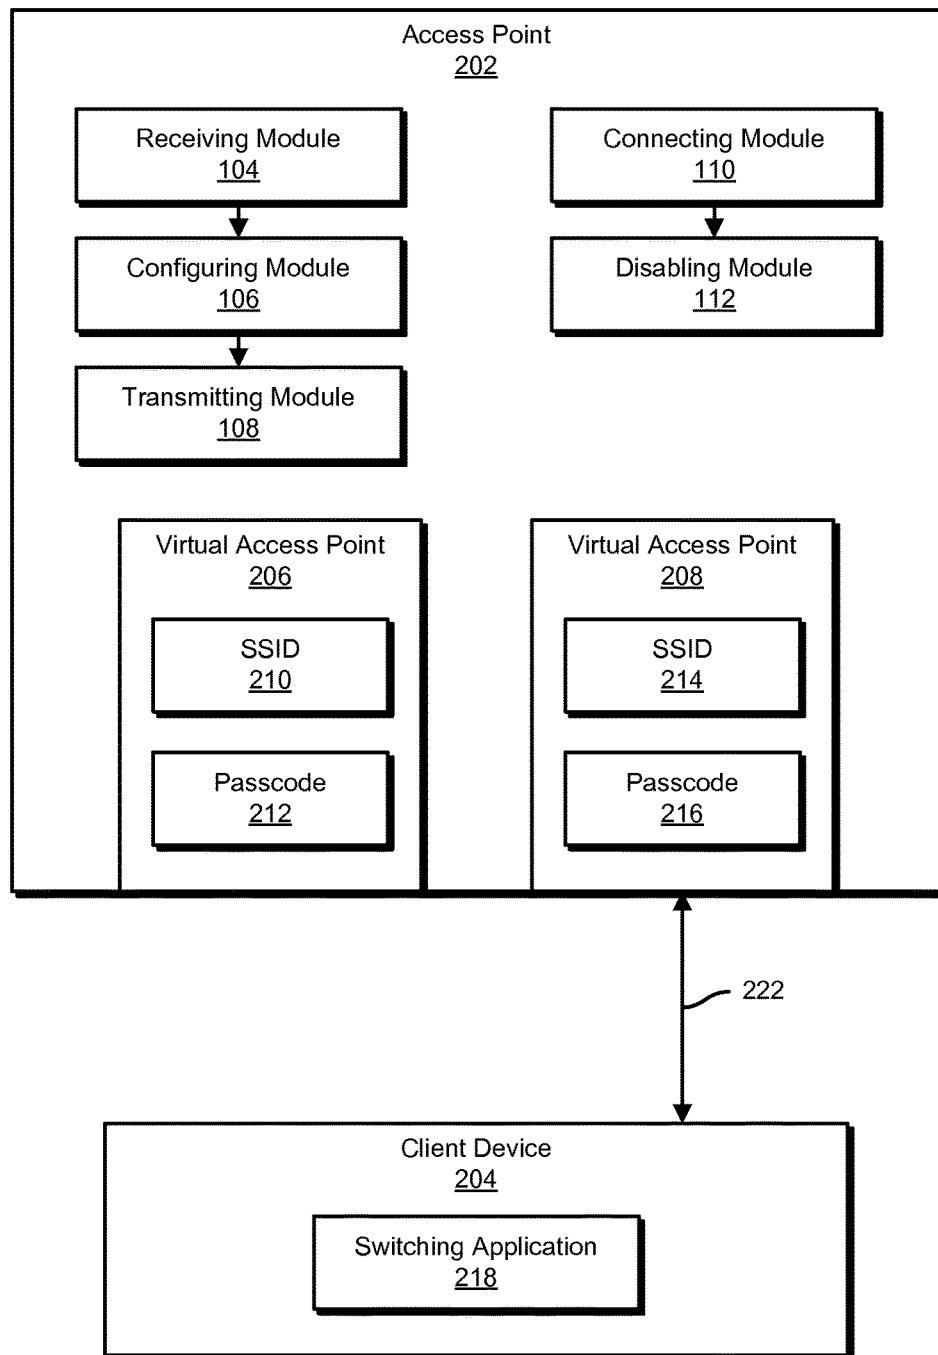 Access Point
202
Receiving Module
104
Connecting Module
110
Configuring Module
106
Disabling Module
112
Transmitting Module
108
Virtual Access Point
206
Virtual Access Point
208
SSID
210
SSID
214
Passcode
212
Passcode
216
222
Client Device
204
Switching Application
218